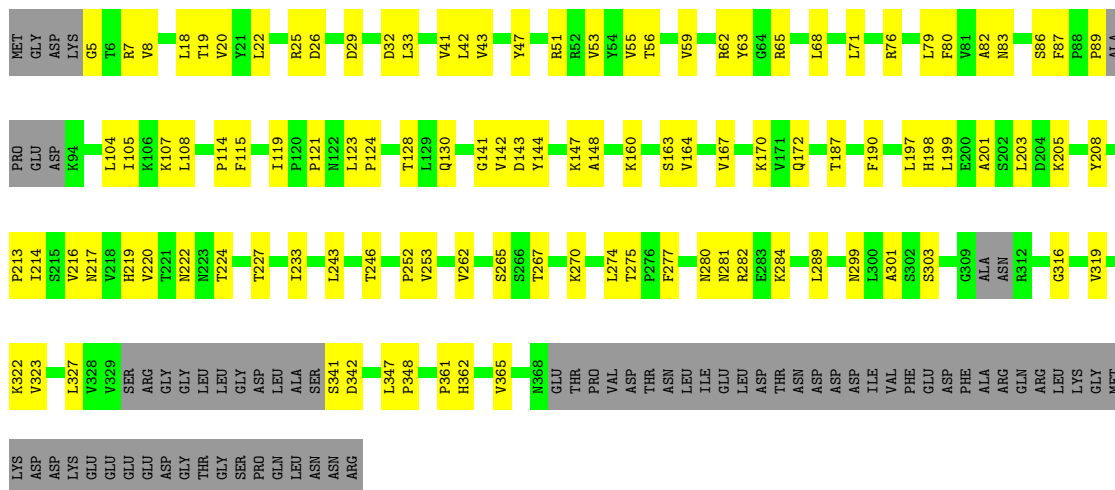 MET GLY ASP LYS G5 T6 R7 V8 L18 T19 V20 Y21 L22 R25 D26 D29 D32 L33 V41 L42 V43 Y47 R51 R52 V53 Y54 V55 T56 V59 R62 Y63 G64 R65 L68 L71 R76 L79 F80 V81 A82 N83 S86 F87 P88 P89 ALA
PRO GLU ASP K94 L104 I105 K106 K107 L108 P114 F115 I119 P120 P121 N122 L123 P124 T128 L129 Q130 G141 V142 D143 Y144 K147 A148 K160 S163 V164 V167 K170 V171 Q172 T187 F190 L197 H198 L199 E200 A201 S202 L203 D204 K205 Y208
P213 I214 S215 V216 N217 V218 H219 V220 T221 N222 N223 T224 T227 I233 L243 T246 P252 V253 V262 S265 S266 T267 K270 L274 T275 P276 F277 N280 N281 R282 E283 K284 L289 N299 L300 A301 S302 S303 G309 ALA ASN R312 G316 V319
K322 V323 L327 V328 V329 SER ARG GLY GLY LEU LEU GLY ASP LEU ALA SER S341 D342 L347 P348 P361 H362 V365 N368 GLU THR PRO VAL ASP THR ASN LEU ILE GLU LEU ASP THR ASN ASP ASP ASP ILE VAL PHE GLU ASP PHE ALA ARG GLN ARG LEU LYS GLY MET
LYS ASP ASP LYS GLU GLU GLU GLU ASP GLY THR GLY SER PRO GLN LEU ASN ASN ARG